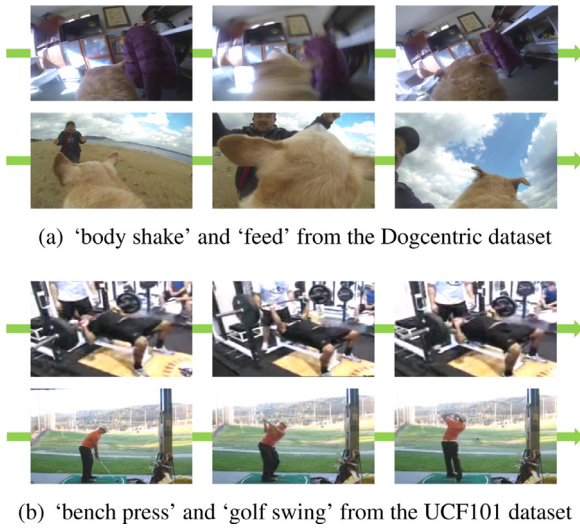 (a) ‘body shake’ and ‘feed’ from the Dogcentric dataset
(b) ‘bench press’ and ‘golf swing’ from the UCF101 dataset